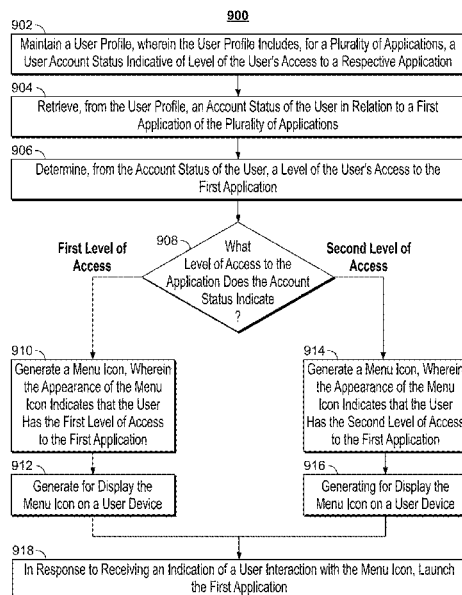 900
902
Maintain a User Profile, wherein the User Profile Includes, for a Plurality of Applications, a
User Account Status Indicative of Level of the User's Access to a Respective Application
904
Retrieve, from the User Profile, an Account Status of the User in Relation to a First
Application of the Plurality of Applications
906
Determine, from the Account Status of the User, a Level of the User's Access to the
First Application
908
What
Level of Access to the
Application Does the Account
Status Indicate
?
First Level of
Access
Second Level of
Access
910
Generate a Menu Icon, Wherein
the Appearance of the Menu
Icon Indicates that the User
Has the First Level of Access
to the First Application
912
Generate for Display the
Menu Icon on a User Device
914
Generate a Menu Icon, Wherein
the Appearance of the Menu
Icon Indicates that the User
Has the Second Level of Access
to the First Application
916
Generating for Display the
Menu Icon on a User Device
918
In Response to Receiving an Indication of a User Interaction with the Menu Icon, Launch
the First Application